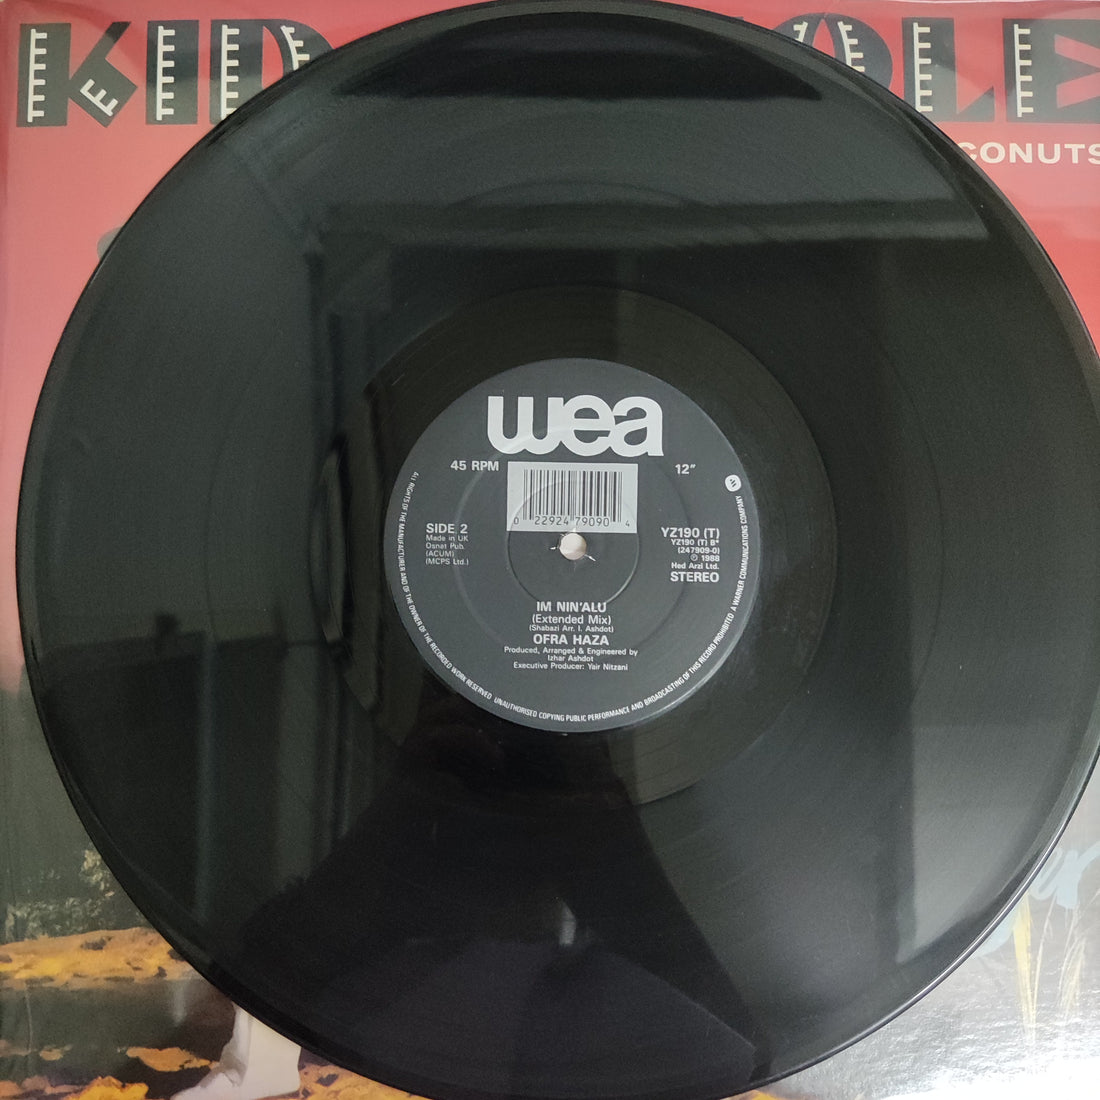 KID
OLE
CONUTS
wea
45 RPM
12"
0 22924 79090 4
SIDE 2
Made in UK
Osnat Pub.
(ACUM)
(MCPS Ltd.)
YZ190 (T)
YZ190 (T) B*
(247909-0)
℗ 1988
Hed Arzi Ltd.
STEREO
IM NIN'ALU
(Extended Mix)
(Shabazi Arr. I. Ashdot)
OFRA HAZA
Produced, Arranged & Engineered by
Izhar Ashdot
Executive Producer: Yair Nitzani
ALL RIGHTS OF THE MANUFACTURER AND OF THE OWNER OF THE RECORDED WORK RESERVED. UNAUTHORISED COPYING PUBLIC PERFORMANCE AND BROADCASTING OF THIS RECORD PROHIBITED. A WARNER COMMUNICATIONS COMPANY